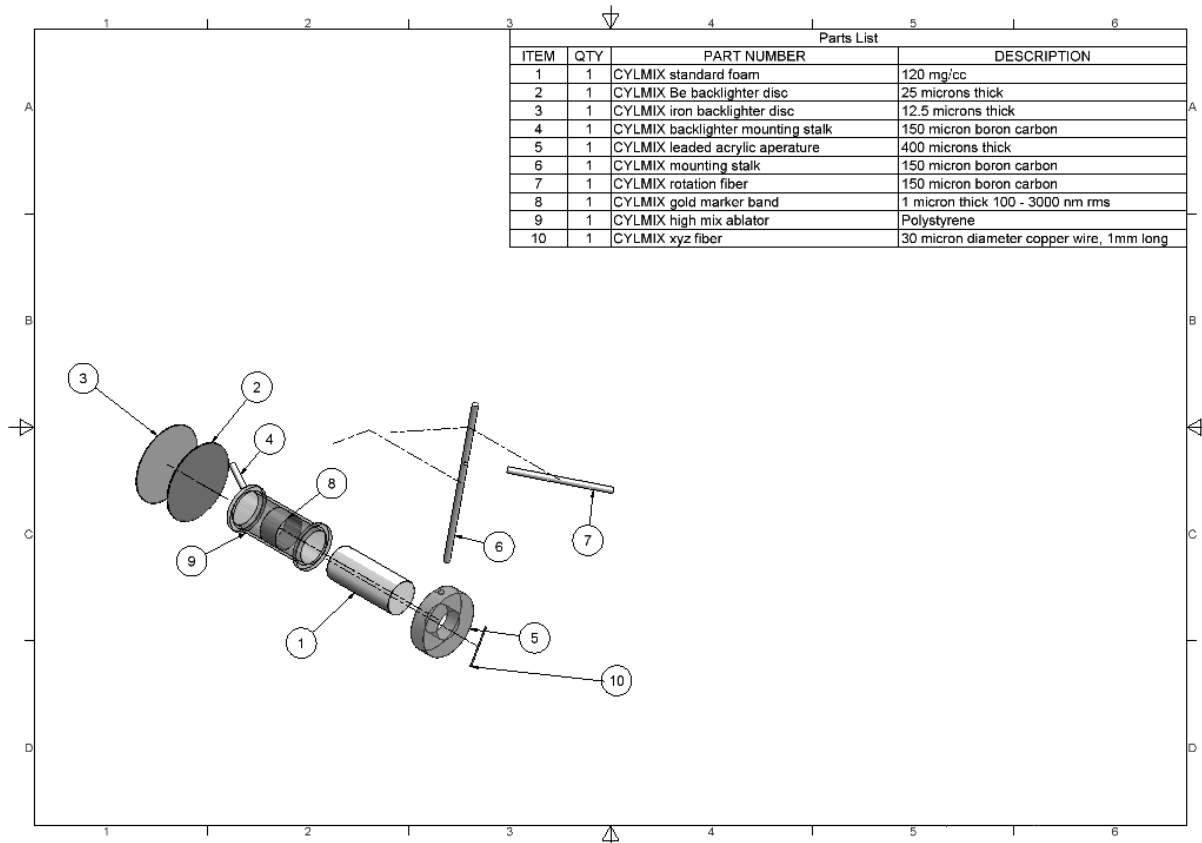 1 2 3 4 5 6
Parts List
ITEM QTY PART NUMBER DESCRIPTION
1 1 CYLMIX standard foam 120 mg/cc
2 1 CYLMIX Be backlighter disc 25 microns thick
3 1 CYLMIX iron backlighter disc 12.5 microns thick
4 1 CYLMIX backlighter mounting stalk 150 micron boron carbon
5 1 CYLMIX leaded acrylic aperature 400 microns thick
6 1 CYLMIX mounting stalk 150 micron boron carbon
7 1 CYLMIX rotation fiber 150 micron boron carbon
8 1 CYLMIX gold marker band 1 micron thick 100 - 3000 nm rms
9 1 CYLMIX high mix ablator Polystyrene
10 1 CYLMIX xyz fiber 30 micron diameter copper wire, 1mm long
A A
B B
3
2
4
8
C C
7
6
9
5
1
10
D D
1 2 3 4 5 6